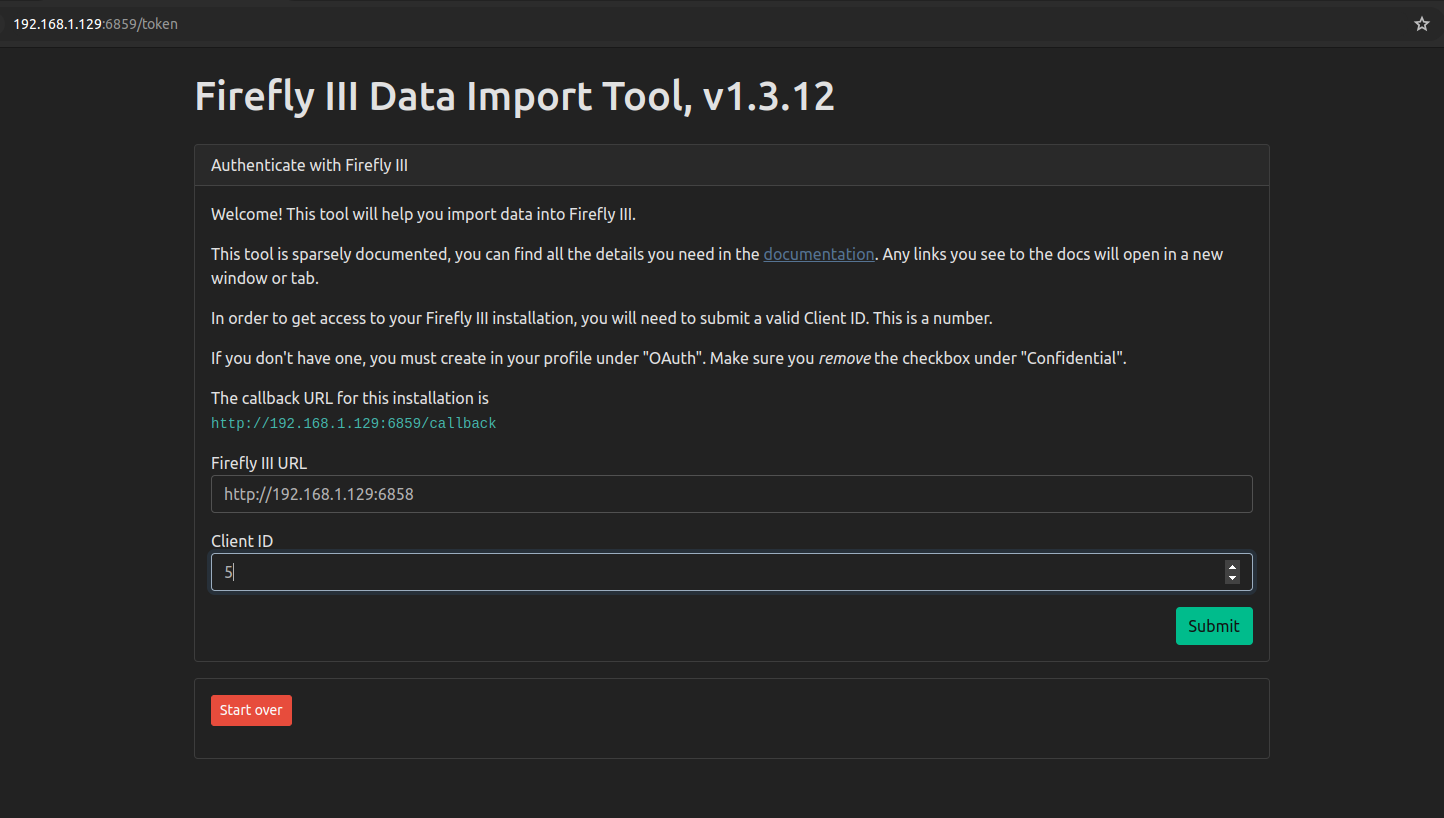 192.168.1.129:6859/token
Firefly III Data Import Tool, v1.3.12
Authenticate with Firefly III
Welcome! This tool will help you import data into Firefly III.
This tool is sparsely documented, you can find all the details you need in the documentation. Any links you see to the docs will open in a new
window or tab.
In order to get access to your Firefly III installation, you will need to submit a valid Client ID. This is a number.
If you don't have one, you must create in your profile under "OAuth". Make sure you remove the checkbox under "Confidential".
The callback URL for this installation is
http://192.168.1.129:6859/callback
Firefly III URL
http://192.168.1.129:6858
Client ID
5
Submit
Start over